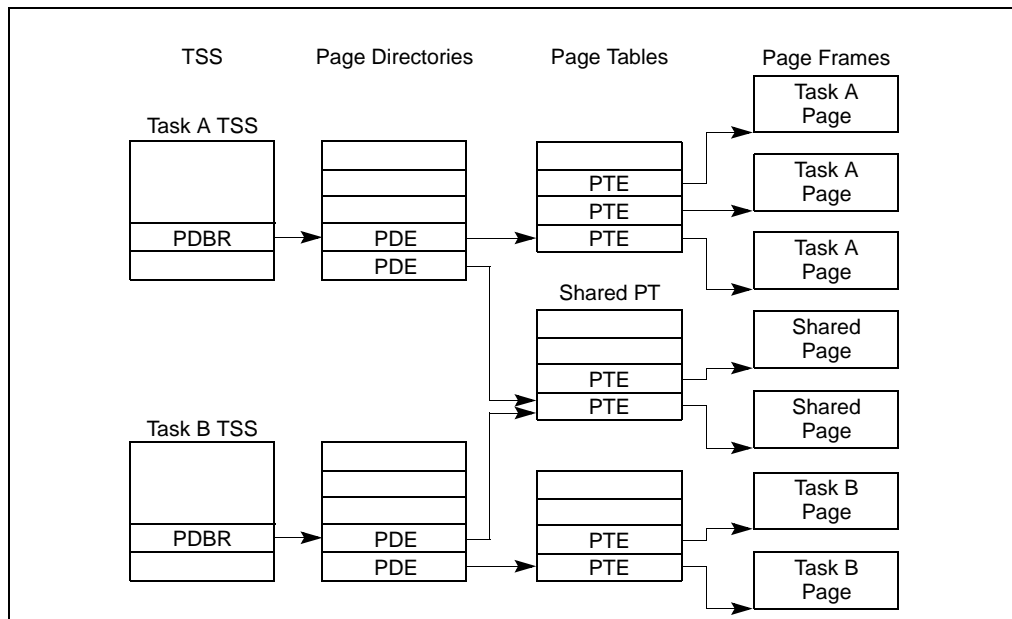 TSS Page Directories Page Tables Page Frames
Task A
Page
Task A TSS
Task A
Page
PTE
PTE
PDBR PDE PTE
Task A
Page
PDE
Shared PT
Shared
Page
PTE
PTE
Shared
Page
Task B TSS
Task B
Page
PDBR PDE PTE
PDE PTE
Task B
Page